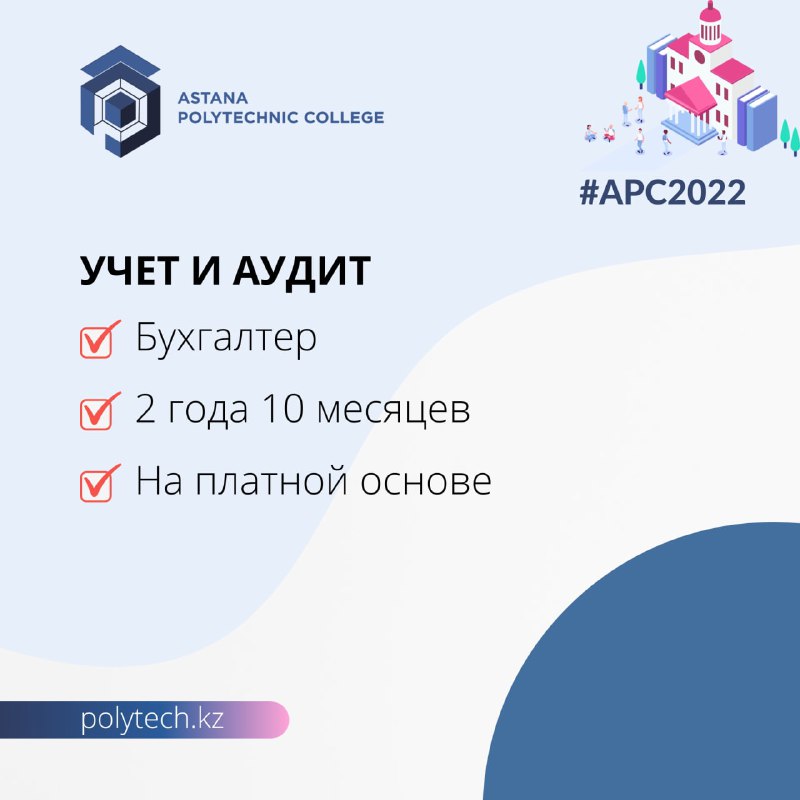 ASTANA
POLYTECHNIC COLLEGE
#APC2022
УЧЕТ И АУДИТ
Бухгалтер
2 года 10 месяцев
На платной основе
polytech.kz